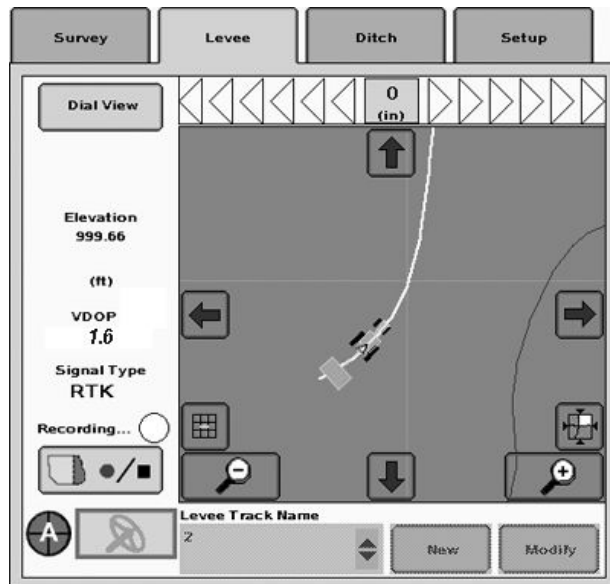 Survey
Levee
Ditch
Setup
Dial View
0
(in)
Elevation
999.66
(ft)
VDOP
1.6
Signal Type
RTK
Recording...
A
Levee Track Name
2
New
Modify